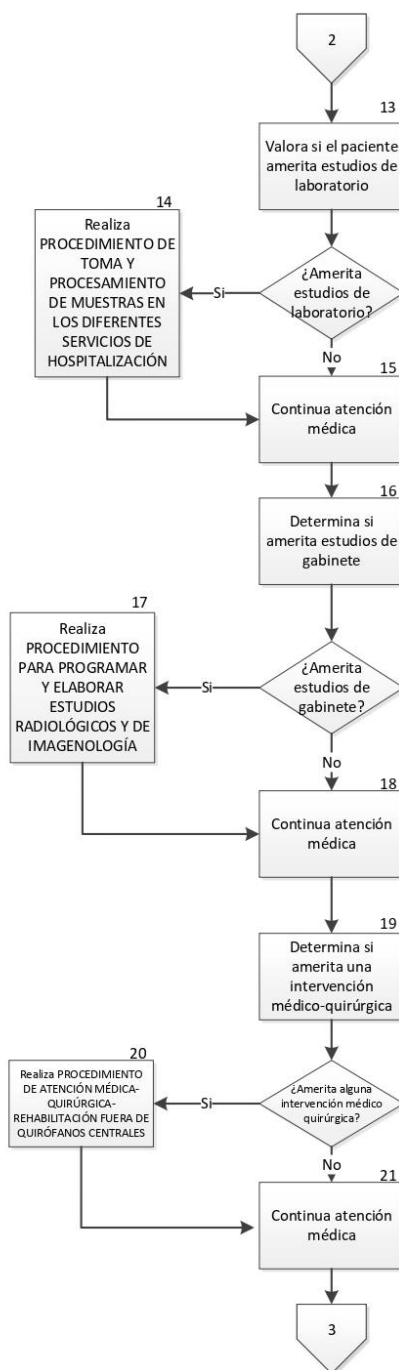 2
13
Valora si el paciente
amerita estudios de
laboratorio
14
Realiza
PROCEDIMIENTO DE
TOMA Y
PROCESAMIENTO
DE MUESTRAS EN
LOS DIFERENTES
SERVICIOS DE
HOSPITALIZACIÓN
Si
¿Amerita
estudios de
laboratorio?
No
15
Continua atención
médica
16
Determina si
amerita estudios de
gabinete
17
Realiza
PROCEDIMIENTO
PARA PROGRAMAR
Y ELABORAR
ESTUDIOS
RADIOLÓGICOS Y DE
IMAGENOLOGÍA
Si
¿Amerita
estudios de
gabinete?
No
18
Continua atención
médica
19
Determina si
amerita una
intervención
médico-quirúrgica
20
Realiza PROCEDIMIENTO
DE ATENCIÓN MÉDICA-
QUIRÚRGICA-
REHABILITACIÓN FUERA DE
QUIRÓFANOS CENTRALES
Si
¿Amerita alguna
intervención médico
quirúrgica?
No
21
Continua atención
médica
3